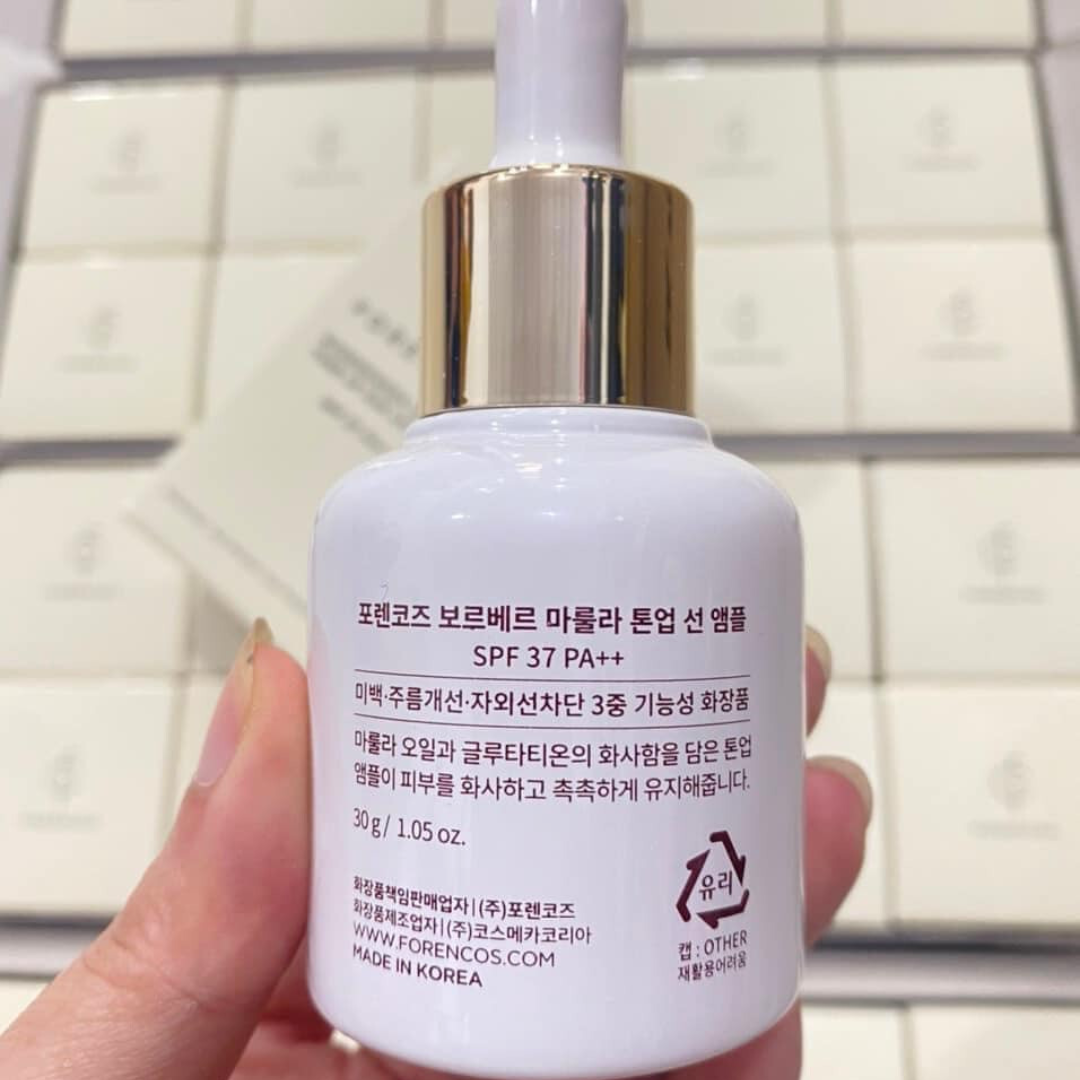 포렌코즈 보르베르 마룰라 톤업 선 앰플
SPF 37 PA++
미백·주름개선·자외선차단 3중 기능성 화장품
마룰라 오일과 글루타티온의 화사함을 담은 톤업
앰플이 피부를 화사하고 촉촉하게 유지해줍니다.
30 g / 1.05 oz.
화장품책임판매업자 | (주)포렌코즈
화장품제조업자 | (주)코스메카코리아
WWW.FORENCOS.COM
MADE IN KOREA
유리
캡 : OTHER
재활용어려움